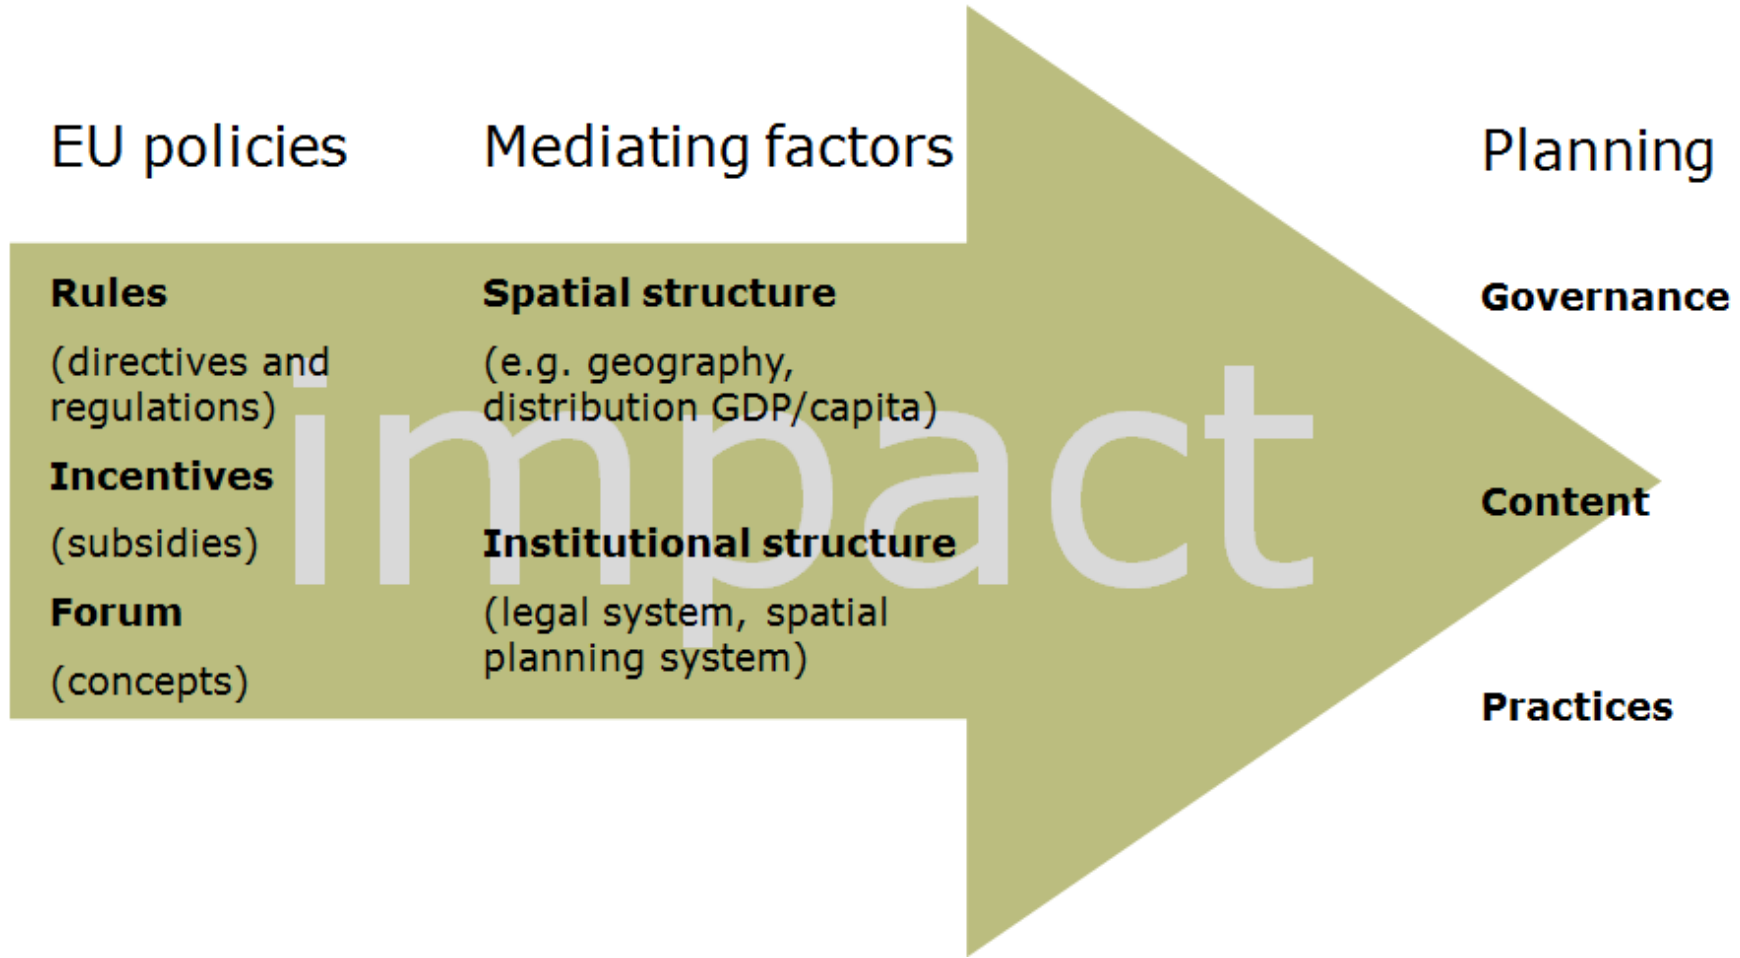 EU policies
Mediating factors
Planning
Rules
(directives and
regulations)
Incentives
(subsidies)
Forum
(concepts)
Spatial structure
(e.g. geography,
distribution GDP/capita)
Institutional structure
(legal system, spatial
planning system)
impact
Governance
Content
Practices